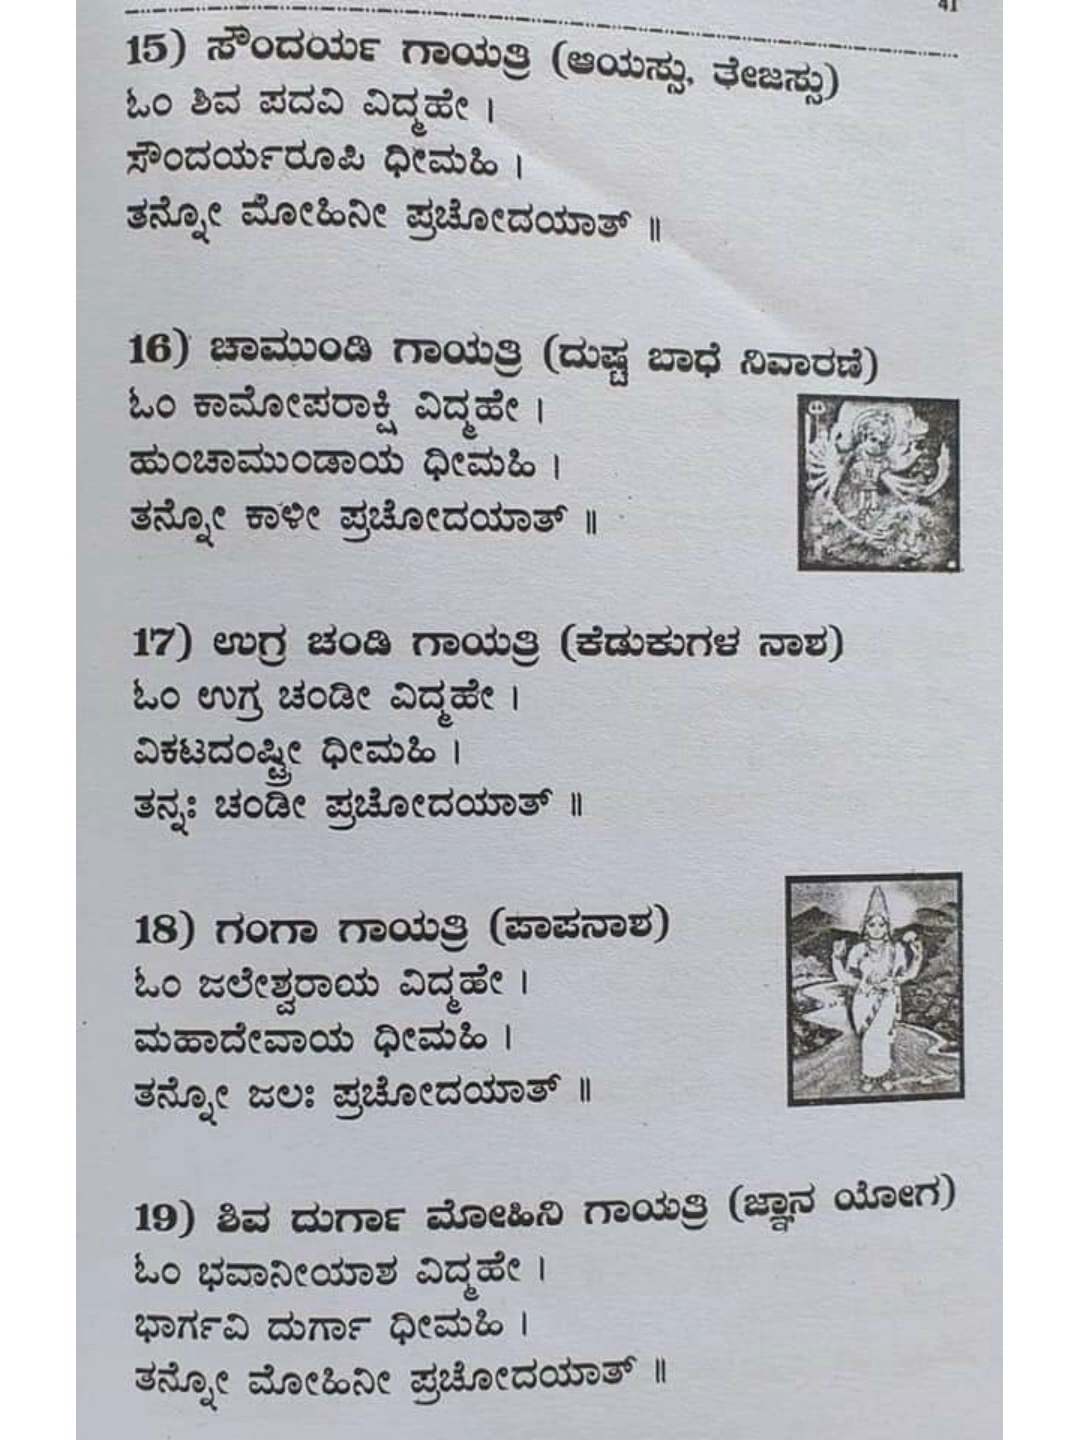 41
15) ಸೌಂದರ್ಯ ಗಾಯತ್ರಿ (ಆಯಸ್ಸು, ತೇಜಸ್ಸು)
ಓಂ ಶಿವ ಪದವಿ ವಿದ್ಮಹೇ ।
ಸೌಂದರ್ಯರೂಪಿ ಧೀಮಹಿ ।
ತನ್ನೋ ಮೋಹಿನೀ ಪ್ರಚೋದಯಾತ್ ॥
16) ಚಾಮುಂಡಿ ಗಾಯತ್ರಿ (ದುಷ್ಟ ಬಾಧೆ ನಿವಾರಣೆ)
ಓಂ ಕಾಮೋಪರಾಕ್ಷಿ ವಿದ್ಮಹೇ ।
ಹುಂಚಾಮುಂಡಾಯ ಧೀಮಹಿ ।
ತನ್ನೋ ಕಾಳೀ ಪ್ರಚೋದಯಾತ್ ॥
17) ಉಗ್ರ ಚಂಡಿ ಗಾಯತ್ರಿ (ಕೆಡುಕುಗಳ ನಾಶ)
ಓಂ ಉಗ್ರ ಚಂಡೀ ವಿದ್ಮಹೇ ।
ವಿಕಟದಂಷ್ಟ್ರೀ ಧೀಮಹಿ ।
ತನ್ನಃ ಚಂಡೀ ಪ್ರಚೋದಯಾತ್ ॥
18) ಗಂಗಾ ಗಾಯತ್ರಿ (ಪಾಪನಾಶ)
ಓಂ ಜಲೇಶ್ವರಾಯ ವಿದ್ಮಹೇ ।
ಮಹಾದೇವಾಯ ಧೀಮಹಿ ।
ತನ್ನೋ ಜಲಃ ಪ್ರಚೋದಯಾತ್ ॥
19) ಶಿವ ದುರ್ಗಾ ಮೋಹಿನಿ ಗಾಯತ್ರಿ (ಜ್ಞಾನ ಯೋಗ)
ಓಂ ಭವಾನೀಯಾಶ ವಿದ್ಮಹೇ ।
ಭಾರ್ಗವಿ ದುರ್ಗಾ ಧೀಮಹಿ ।
ತನ್ನೋ ಮೋಹಿನೀ ಪ್ರಚೋದಯಾತ್ ॥